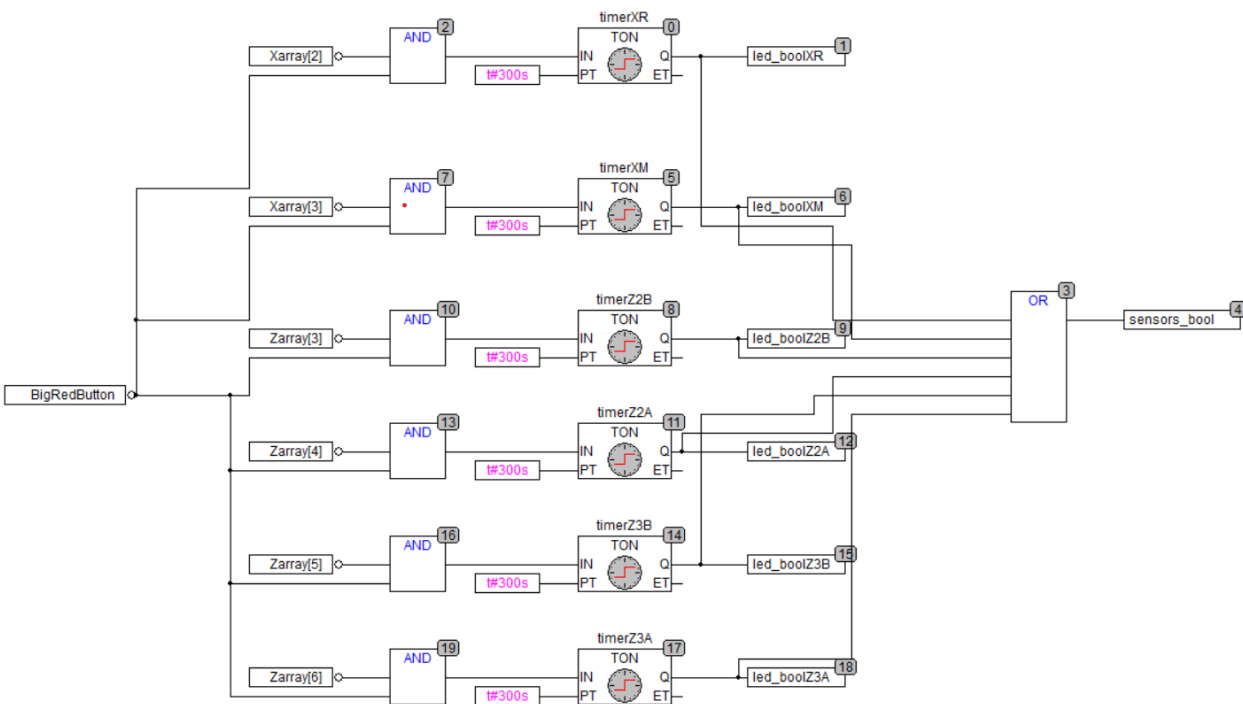 timerXR
2
0
AND
TON
1
Xarray[2]
IN
Q
led_boolXR
t#300s
PT
ET
timerXM
7
5
AND
TON
6
Xarray[3]
IN
Q
led_boolXM
t#300s
PT
ET
timerZ2B
3
10
8
OR
4
AND
TON
9
sensors_bool
Zarray[3]
IN
Q
led_boolZ2B
t#300s
PT
ET
BigRedButton
timerZ2A
13
11
AND
TON
12
Zarray[4]
IN
Q
led_boolZ2A
t#300s
PT
ET
timerZ3B
16
14
AND
TON
15
Zarray[5]
IN
Q
led_boolZ3B
t#300s
PT
ET
timerZ3A
19
17
AND
TON
18
Zarray[6]
IN
Q
led_boolZ3A
t#300s
PT
ET